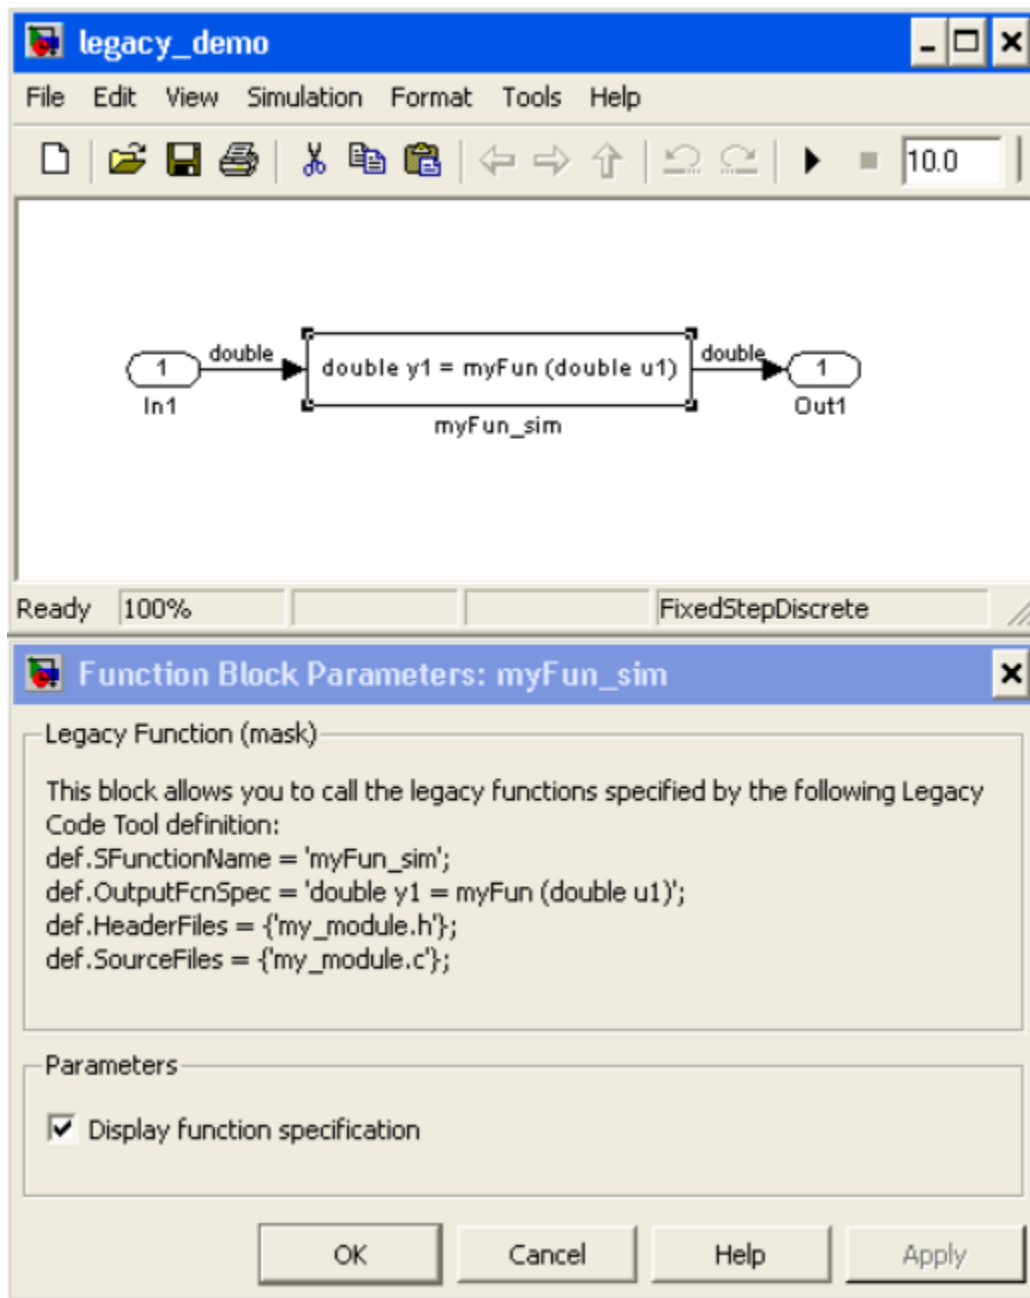 legacy_demo
File Edit View Simulation Format Tools Help
10.0
1 double double y1 = myFun (double u1) double 1
In1 myFun_sim Out1
Ready 100% FixedStepDiscrete
Function Block Parameters: myFun_sim
Legacy Function (mask)
This block allows you to call the legacy functions specified by the following Legacy
Code Tool definition:
def.SFunctionName = 'myFun_sim';
def.OutputFcnSpec = 'double y1 = myFun (double u1)';
def.HeaderFiles = {'my_module.h'};
def.SourceFiles = {'my_module.c'};
Parameters
Display function specification
OK Cancel Help Apply